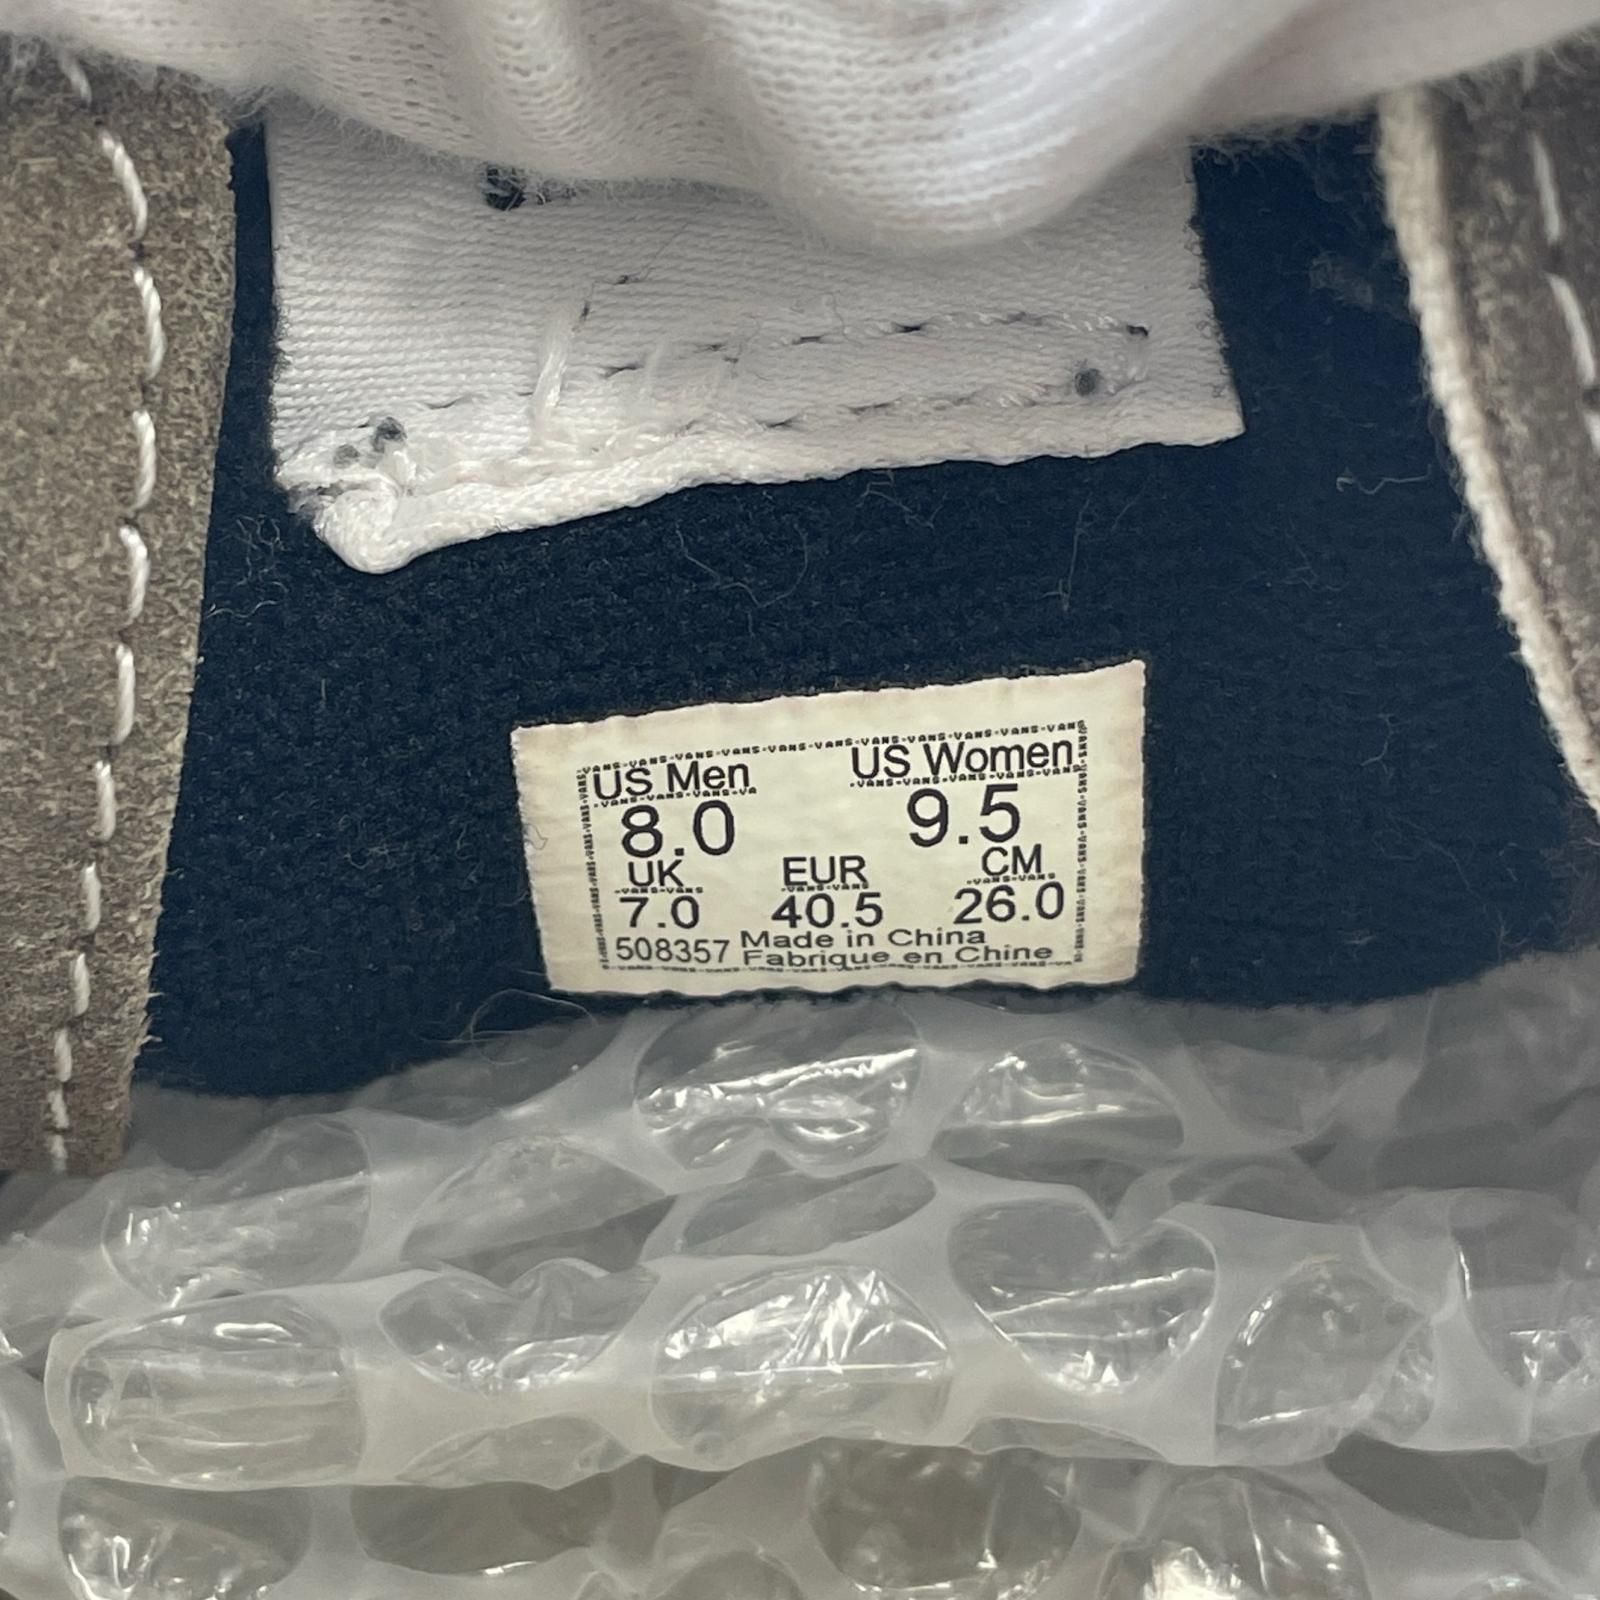 US Men US Women
8.0 9.5
UK EUR CM
7.0 40.5 26.0
508357 Made in China
Fabrique en Chine